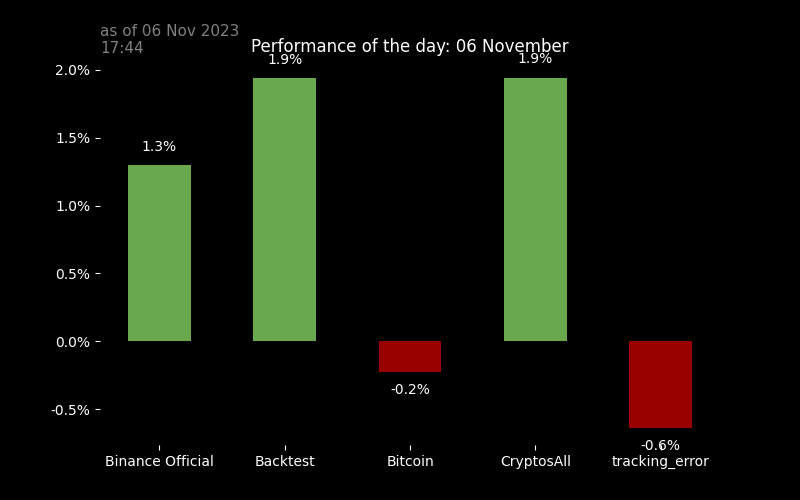 as of 06 Nov 2023
17:44
Performance of the day: 06 November
2.0%
1.5%
1.0%
0.5%
0.0%
-0.5%
1.3%
1.9%
-0.2%
1.9%
-0.6%
Binance Official
Backtest
Bitcoin
CryptosAll
tracking_error